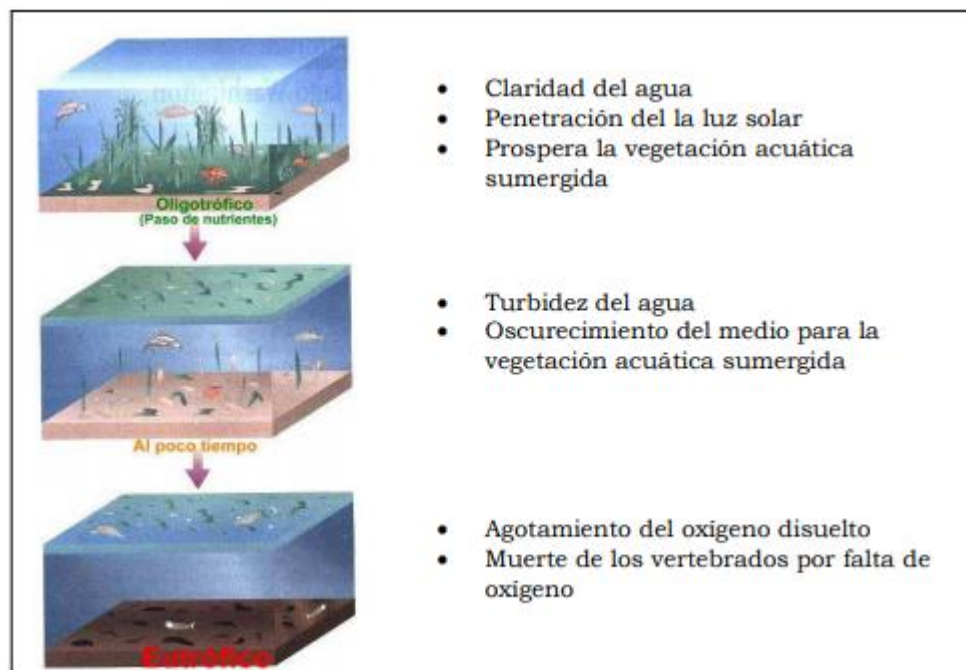 Claridad del agua
Penetración del la luz solar
Prospera la vegetación acuática
sumergida
Oligotrófico
(Paso de nutrientes)
Turbidez del agua
Oscurecimiento del medio para la
vegetación acuática sumergida
Al poco tiempo
Agotamiento del oxígeno disuelto
Muerte de los vertebrados por falta de
oxígeno
Eutrófico